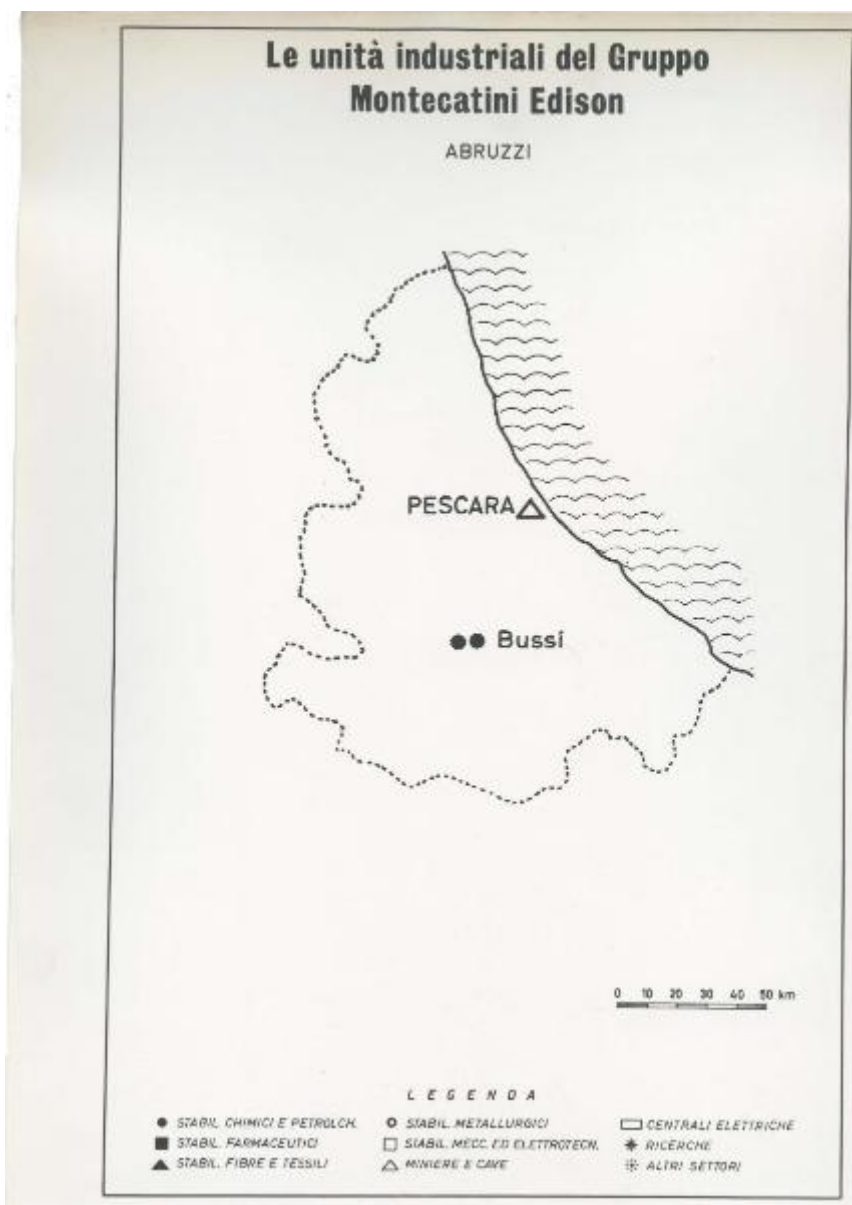 Le unità industriali del Gruppo
Montecatini Edison
ABRUZZI
PESCARA
Bussi
0 10 20 30 40 50 km
LEGENDA
STABIL. CHIMICI E PETROLCH.
STABIL. FARMACEUTICI
STABIL. FIBRE E TESSILI
STABIL. METALLURGICI
STABIL. MECC. ED ELETTROTECN.
MINIERE E CAVE
CENTRALI ELETTRICHE
RICERCHE
ALTRI SETTORI